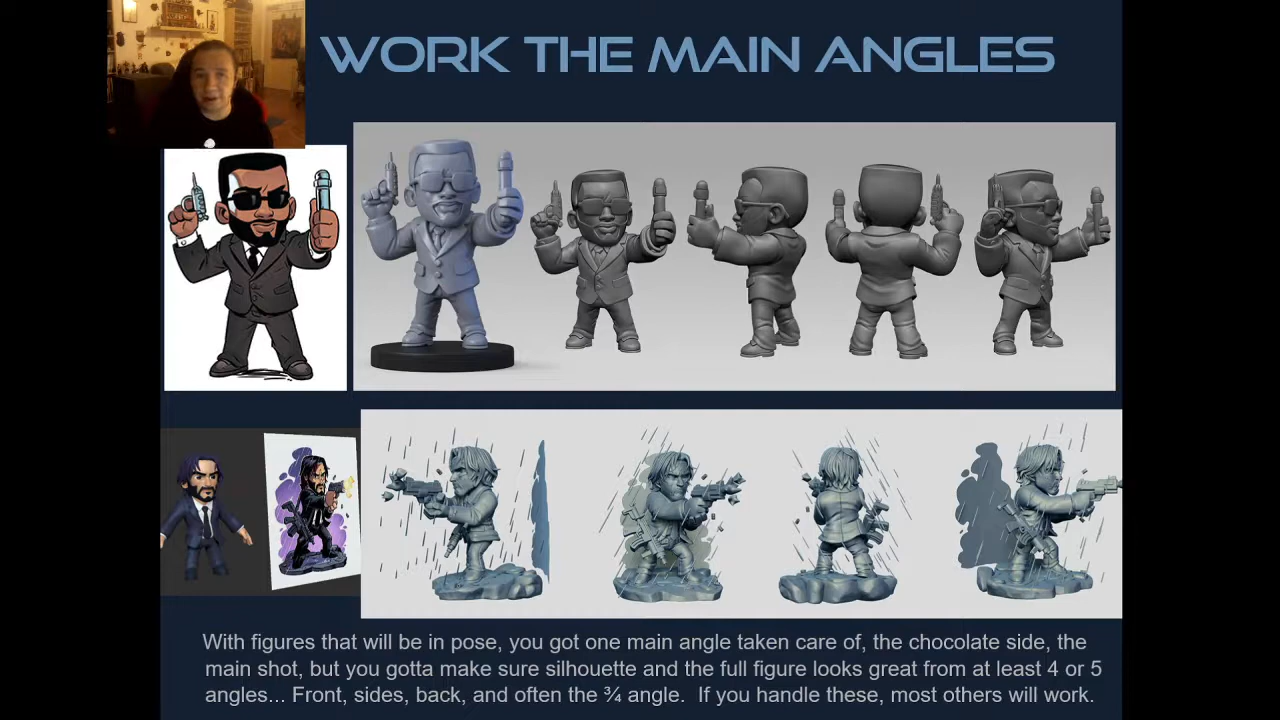 WORK THE MAIN ANGLES
With figures that will be in pose, you got one main angle taken care of, the chocolate side, the
main shot, but you gotta make sure silhouette and the full figure looks great from at least 4 or 5
angles... Front, sides, back, and often the ¾ angle.  If you handle these, most others will work.